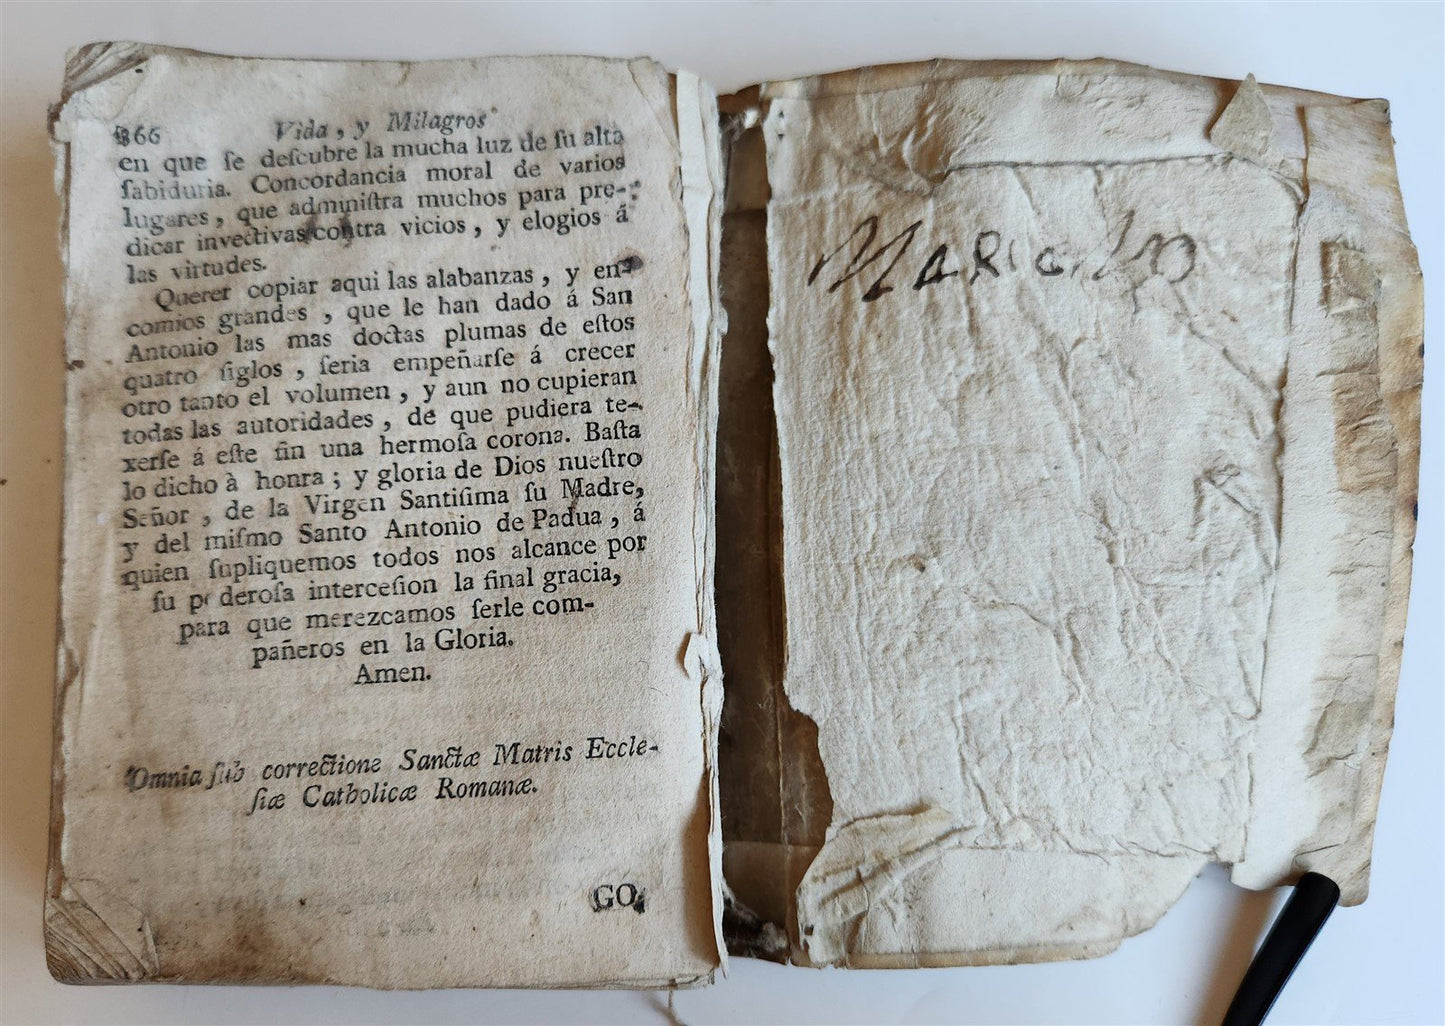 366 Vida, y Milagros
en que ſe deſcubre la mucha luz de ſu alta
ſabiduria. Concordancia moral de varios
lugares, que adminiſtra muchos para pre-
dicar invectivas contra vicios, y elogios á
las virtudes.
Querer copiar aqui las alabanzas, y en-
comios grandes, que le han dado á San
Antonio las mas doctas plumas de eſtos
quatro ſiglos, ſeria empeñarſe á crecer
otro tanto el volumen, y aun no cupieran
todas las autoridades, de que pudiera te-
xerſe á eſte fin una hermoſa corona. Baſta
lo dicho à honra; y gloria de Dios nueſtro
Señor, de la Virgen Santiſima ſu Madre,
y del miſmo Santo Antonio de Padua, á
quien ſupliquemos todos nos alcance por
ſu poderoſa interceſion la final gracia,
para que merezcamos ſerle com-
pañeros en la Gloria.
Amen.
Omnia ſub correctione Sanctæ Matris Eccle-
ſiæ Catholicæ Romanæ.
GO